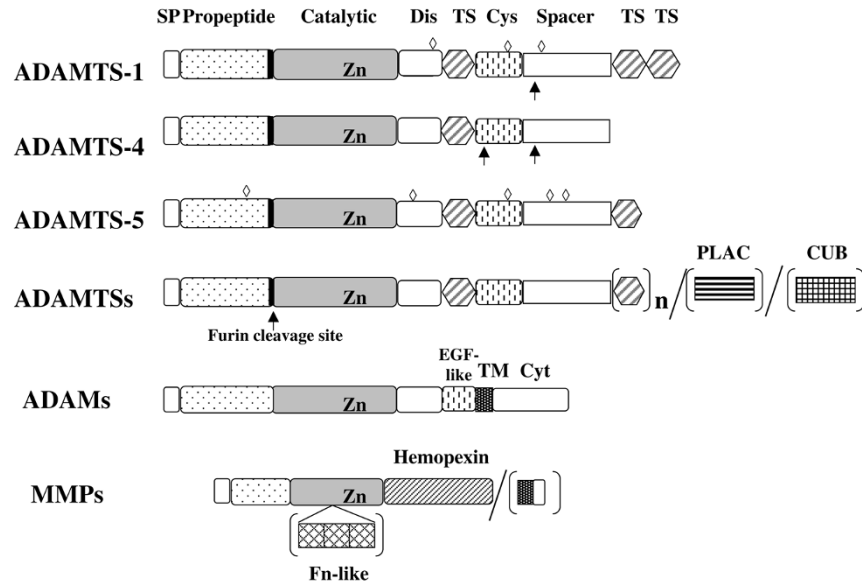 SP Propeptide Catalytic Dis TS Cys Spacer TS TS
ADAMTS-1 Zn
ADAMTS-4 Zn
ADAMTS-5 Zn
PLAC CUB
ADAMTSs Zn n
Furin cleavage site
EGF-
like TM Cyt
ADAMs Zn
Hemopexin
MMPs Zn
Fn-like